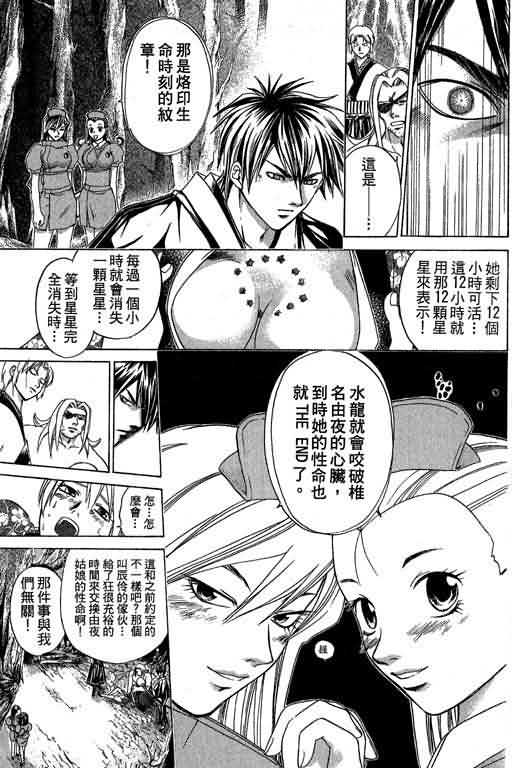 這是……
那是烙印生
命時刻的紋
章！
她剩下12個
小時可活…
這12小時就
用那12顆星
星來表示！
每過一個小
時就會消失
一顆星星…
等到星星完
全消失時…
水龍就會咬破椎
名由夜的心臟，
到時她的性命也
就THE END了。
怎…怎
麼會…
這和之前約定的
不一樣吧？那個
叫辰伶的傢伙…
給了狂很充裕的
時間來交換由夜
姑娘的性命啊！
那件事與我
們無關！